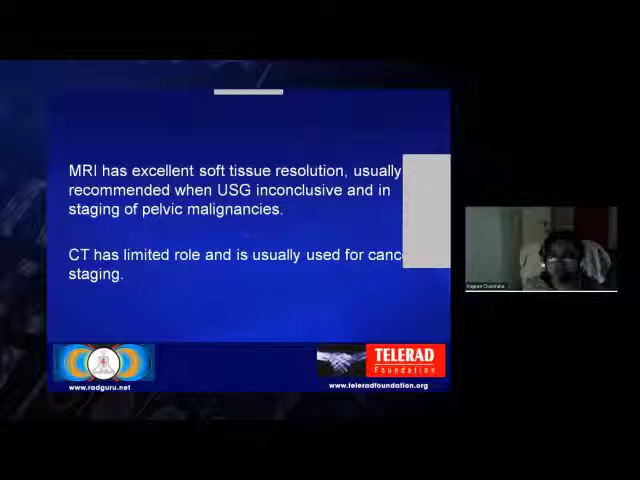 MRI has excellent soft tissue resolution, usually
recommended when USG inconclusive and in
staging of pelvic malignancies.
CT has limited role and is usually used for canc
staging.
TELERAD
Foundation
www.radguru.net
www.teleradfoundation.org